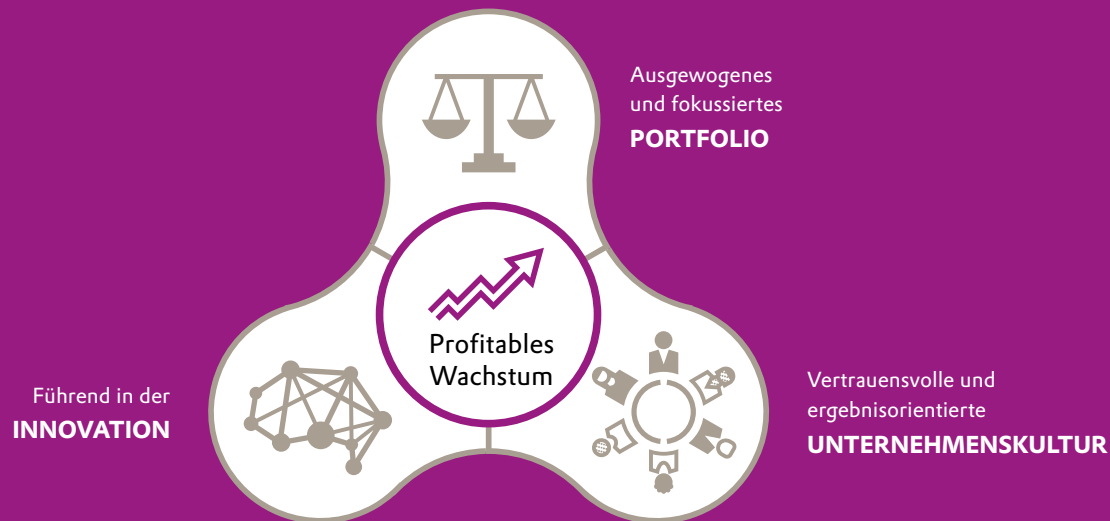 Ausgewogenes
und fokussiertes
PORTFOLIO
Profitables
Wachstum
Führend in der
INNOVATION
Vertrauensvolle und
ergebnisorientierte
UNTERNEHMENSKULTUR